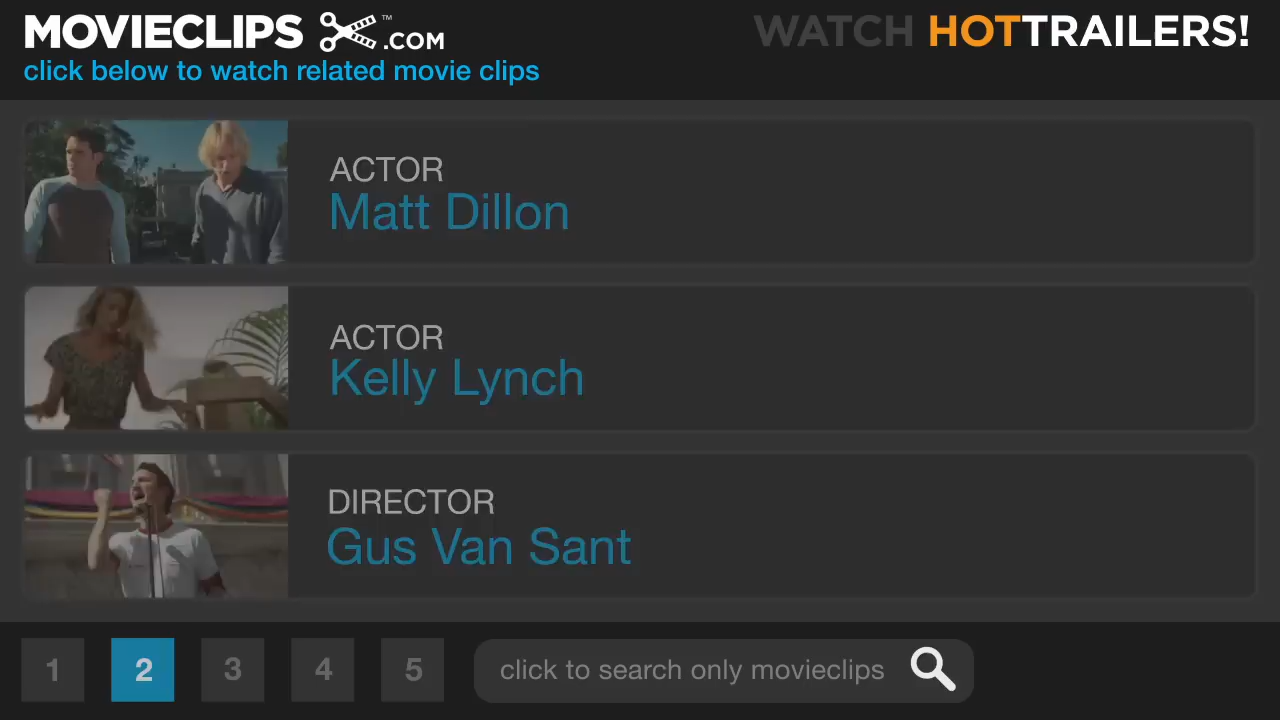 MOVIECLIPS ™ .COM
WATCH HOTTRAILERS!
click below to watch related movie clips
ACTOR
Matt Dillon
ACTOR
Kelly Lynch
DIRECTOR
Gus Van Sant
1 2 3 4 5 click to search only movieclips